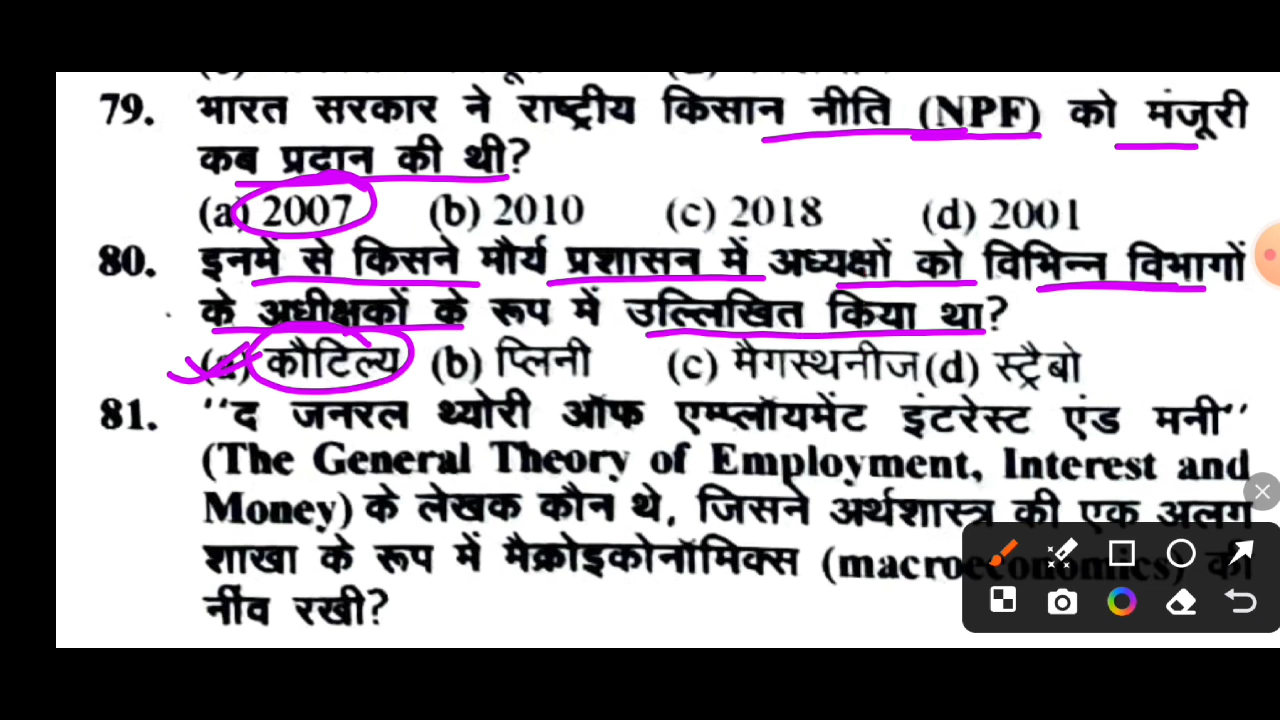 79. भारत सरकार ने राष्ट्रीय किसान नीति (NPF) को मंजूरी
कब प्रदान की थी?
(a) 2007 (b) 2010 (c) 2018 (d) 2001
80. इनमें से किसने मौर्य प्रशासन में अध्यक्षों को विभिन्न विभागों
के अधीक्षकों के रूप में उल्लिखित किया था?
(a) कौटिल्य (b) प्लिनी (c) मैगस्थनीज (d) स्ट्रैबो
81. ''द जनरल थ्योरी ऑफ एम्प्लॉयमेंट इंटरेस्ट एंड मनी''
(The General Theory of Employment, Interest and
Money) के लेखक कौन थे, जिसने अर्थशास्त्र की एक अलग
शाखा के रूप में मैक्रोइकोनॉमिक्स (macroeconomics) की
नींव रखी?